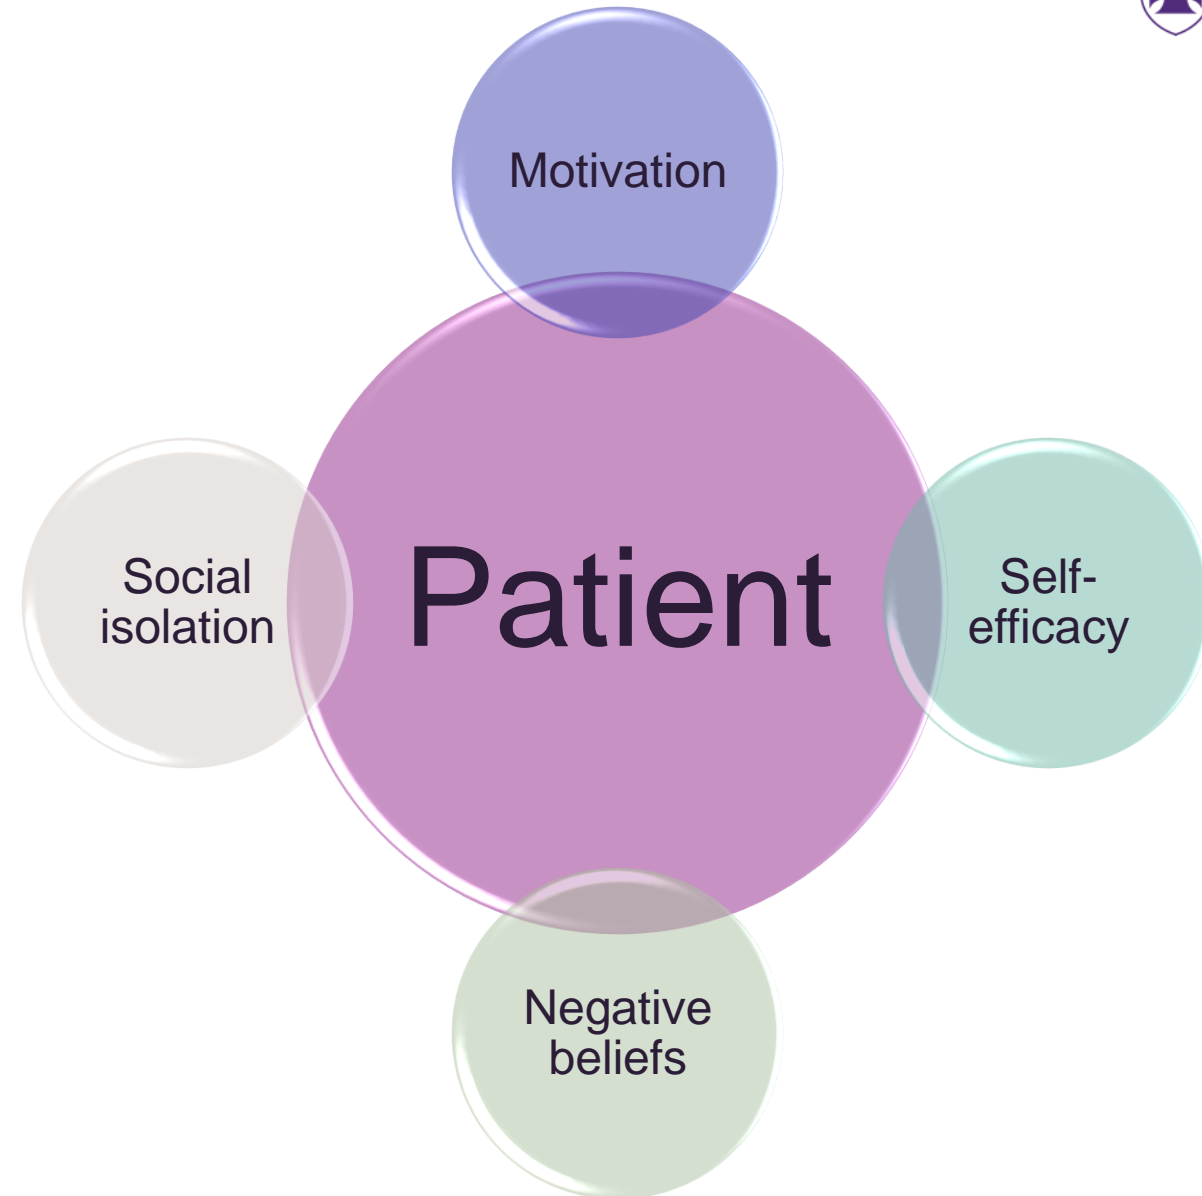 Motivation
Social
isolation
Patient
Self-
efficacy
Negative
beliefs